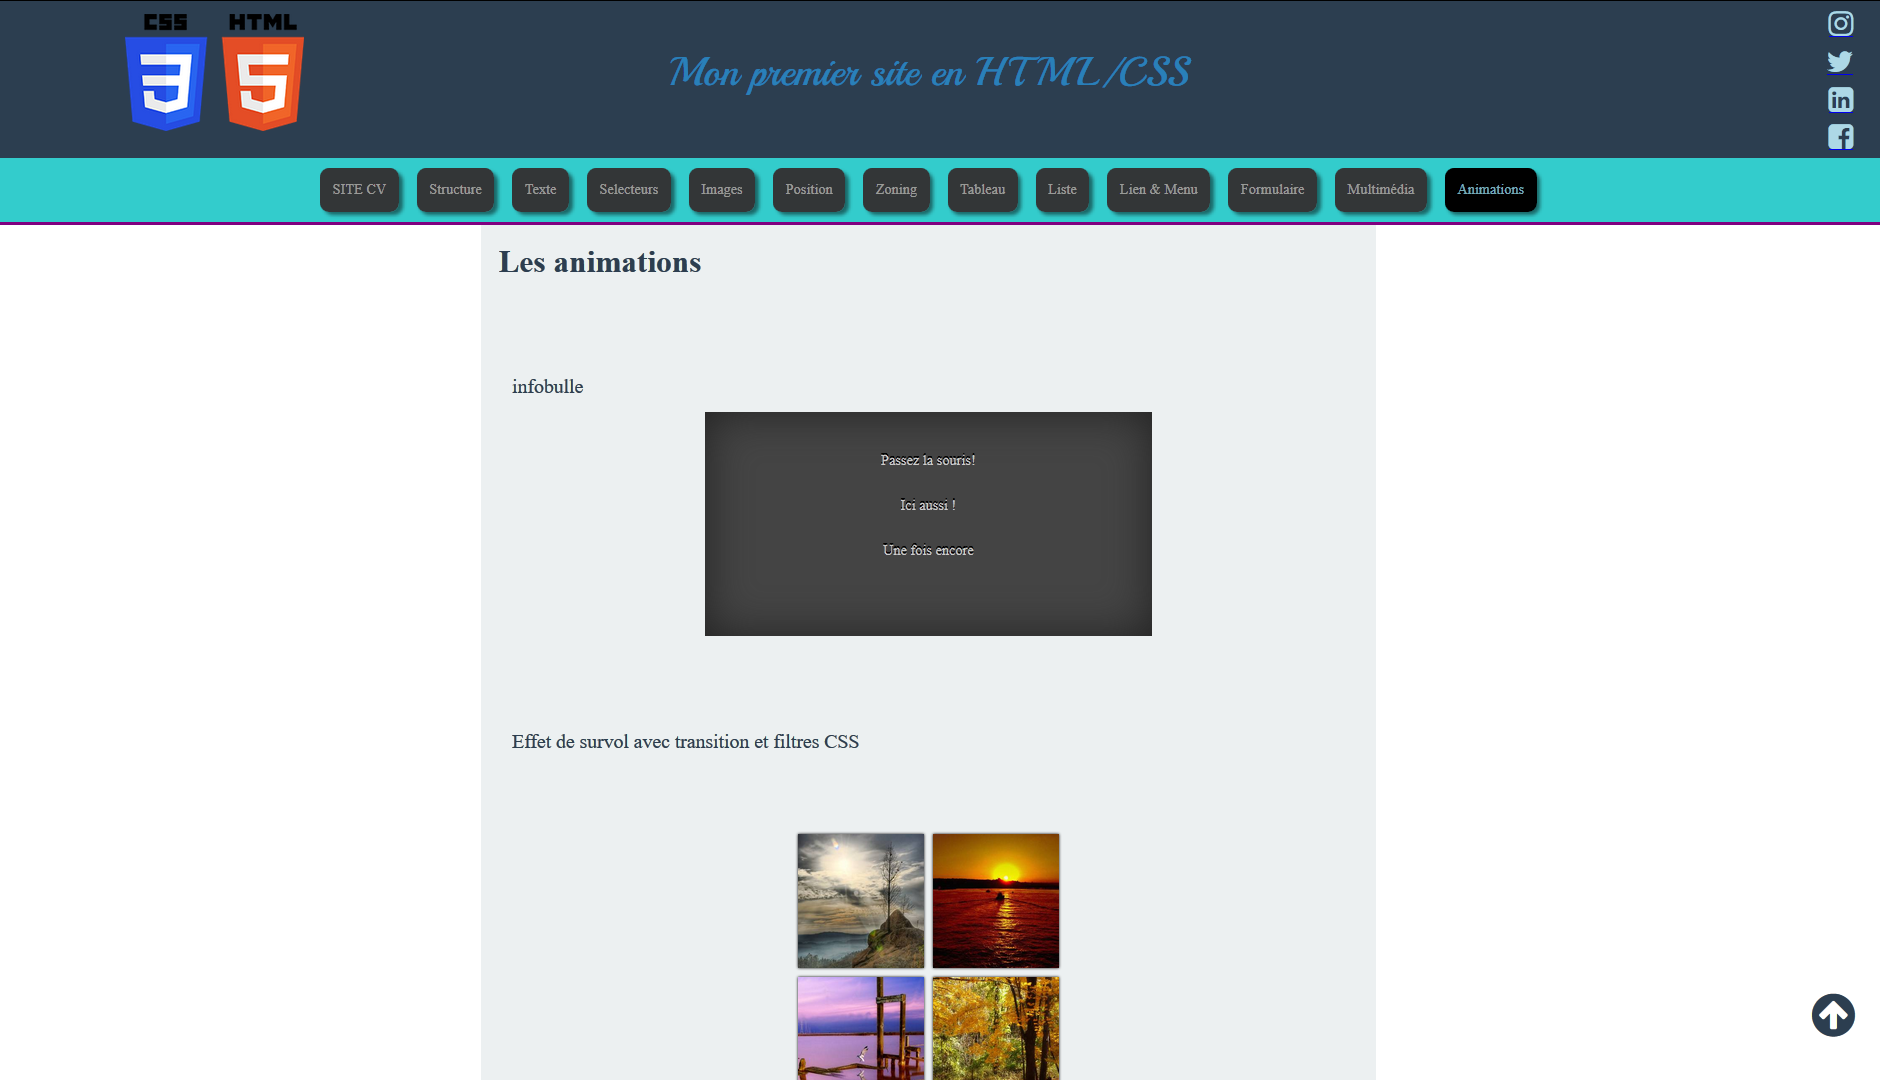 CSS HTML
Mon premier site en HTML/CSS
SITE CV Structure Texte Selecteurs Images Position Zoning Tableau Liste Lien & Menu Formulaire Multimédia Animations
Les animations
infobulle
Passez la souris!
Ici aussi !
Une fois encore
Effet de survol avec transition et filtres CSS